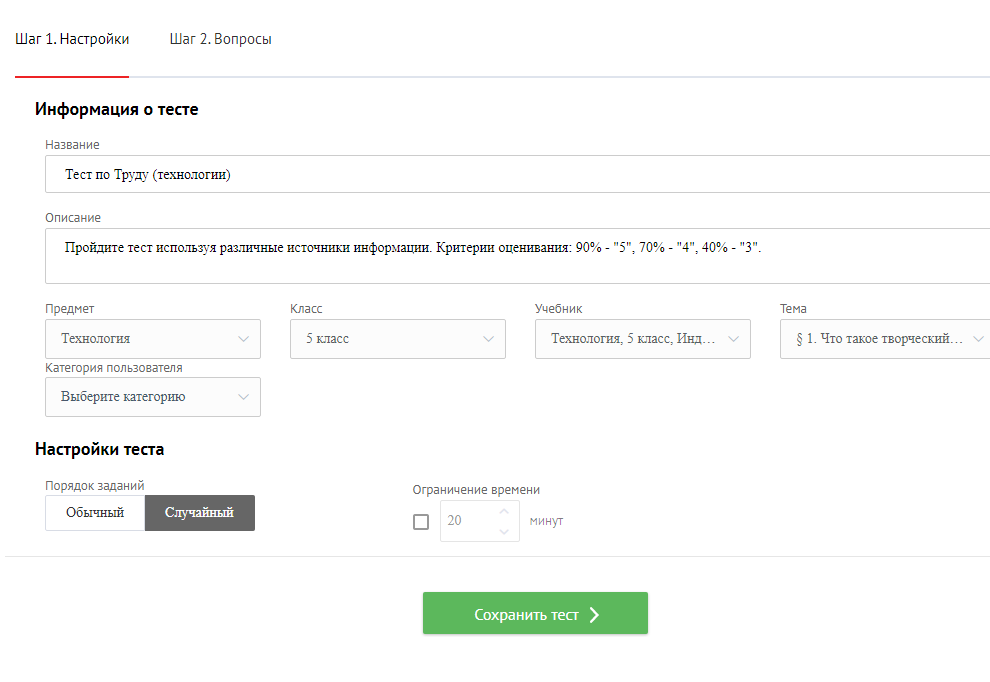 Шаг 1. Настройки
Шаг 2. Вопросы
Информация о тесте
Название
Тест по Труду (технологии)
Описание
Пройдите тест используя различные источники информации. Критерии оценивания: 90% - "5", 70% - "4", 40% - "3".
Предмет
Класс
Учебник
Тема
Технология
5 класс
Технология, 5 класс, Инд...
§ 1. Что такое творческий...
Категория пользователя
Выберите категорию
Настройки теста
Порядок заданий
Обычный
Случайный
Ограничение времени
20
минут
Сохранить тест